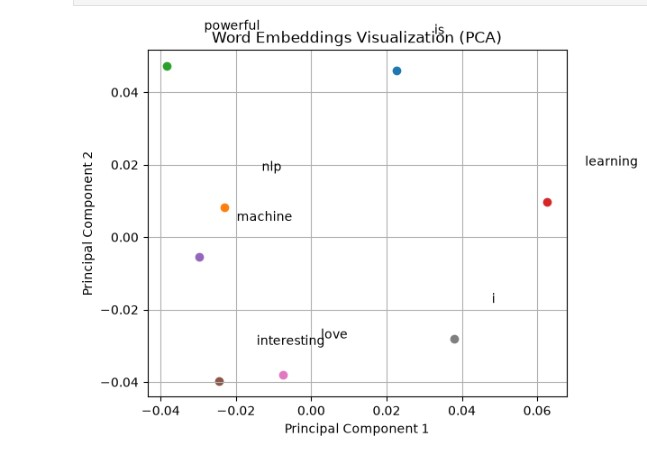 powerful
is
Word Embeddings Visualization (PCA)
0.04
learning
0.02
nlp
Principal Component 2
machine
0.00
i
−0.02
love
interesting
−0.04
−0.04
−0.02
0.00
0.02
0.04
0.06
Principal Component 1